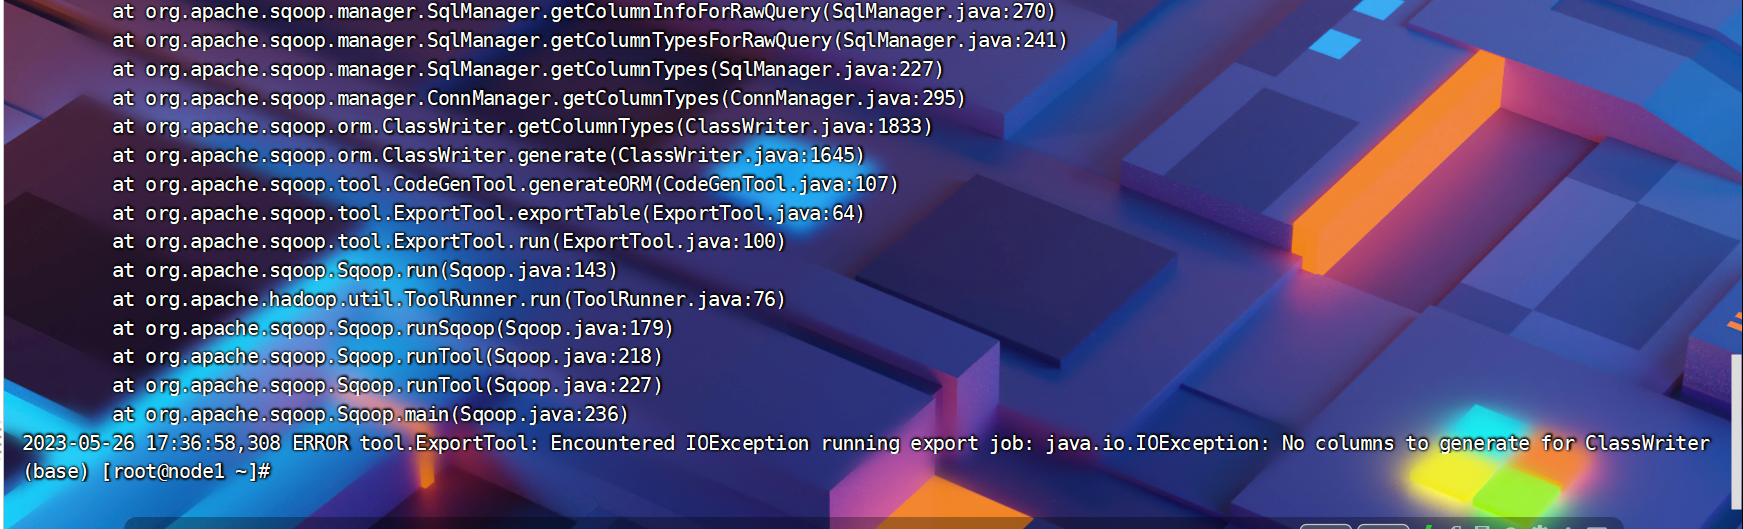 at org.apache.sqoop.manager.SqlManager.getColumnInfoForRawQuery(SqlManager.java:270)
at org.apache.sqoop.manager.SqlManager.getColumnTypesForRawQuery(SqlManager.java:241)
at org.apache.sqoop.manager.SqlManager.getColumnTypes(SqlManager.java:227)
at org.apache.sqoop.manager.ConnManager.getColumnTypes(ConnManager.java:295)
at org.apache.sqoop.orm.ClassWriter.getColumnTypes(ClassWriter.java:1833)
at org.apache.sqoop.orm.ClassWriter.generate(ClassWriter.java:1645)
at org.apache.sqoop.tool.CodeGenTool.generateORM(CodeGenTool.java:107)
at org.apache.sqoop.tool.ExportTool.exportTable(ExportTool.java:64)
at org.apache.sqoop.tool.ExportTool.run(ExportTool.java:100)
at org.apache.sqoop.Sqoop.run(Sqoop.java:143)
at org.apache.hadoop.util.ToolRunner.run(ToolRunner.java:76)
at org.apache.sqoop.Sqoop.runSqoop(Sqoop.java:179)
at org.apache.sqoop.Sqoop.runTool(Sqoop.java:218)
at org.apache.sqoop.Sqoop.runTool(Sqoop.java:227)
at org.apache.sqoop.Sqoop.main(Sqoop.java:236)
2023-05-26 17:36:58,308 ERROR tool.ExportTool: Encountered IOException running export job: java.io.IOException: No columns to generate for ClassWriter
(base) [root@node1 ~]#